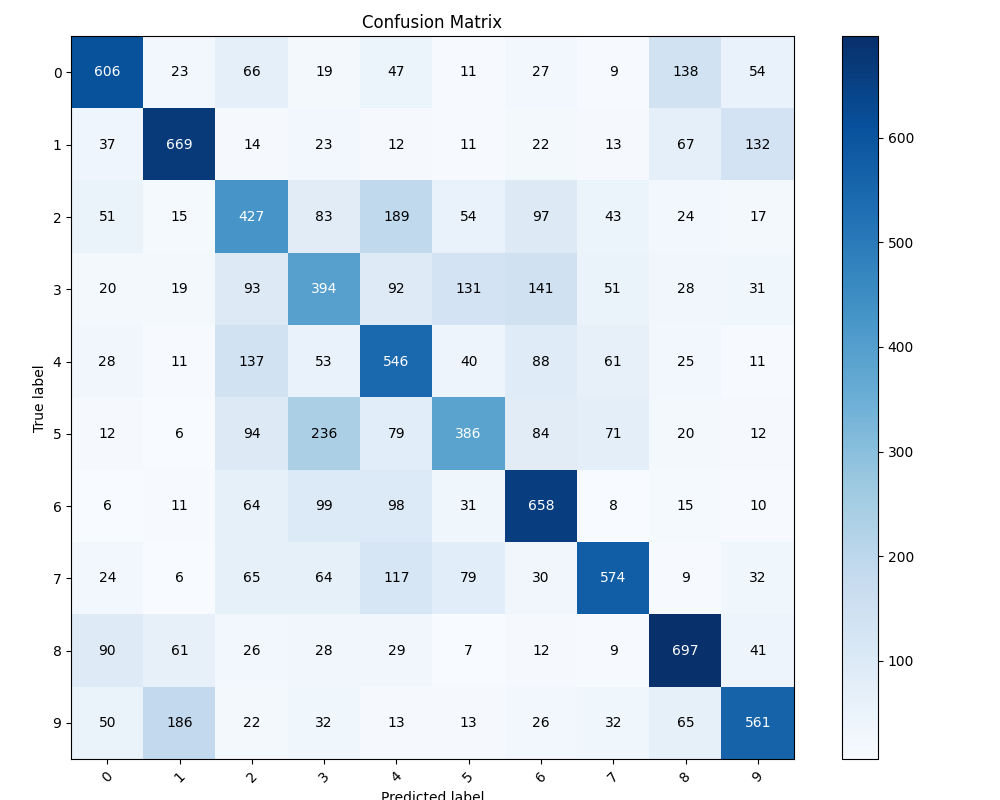 Confusion Matrix
0 606 23 66 19 47 11 27 9 138 54
1 37 669 14 23 12 11 22 13 67 132
2 51 15 427 83 189 54 97 43 24 17
3 20 19 93 394 92 131 141 51 28 31
4 28 11 137 53 546 40 88 61 25 11
5 12 6 94 236 79 386 84 71 20 12
6 6 11 64 99 98 31 658 8 15 10
7 24 6 65 64 117 79 30 574 9 32
8 90 61 26 28 29 7 12 9 697 41
9 50 186 22 32 13 13 26 32 65 561
0 1 2 3 4 5 6 7 8 9
True label
Predicted label
600
500
400
300
200
100